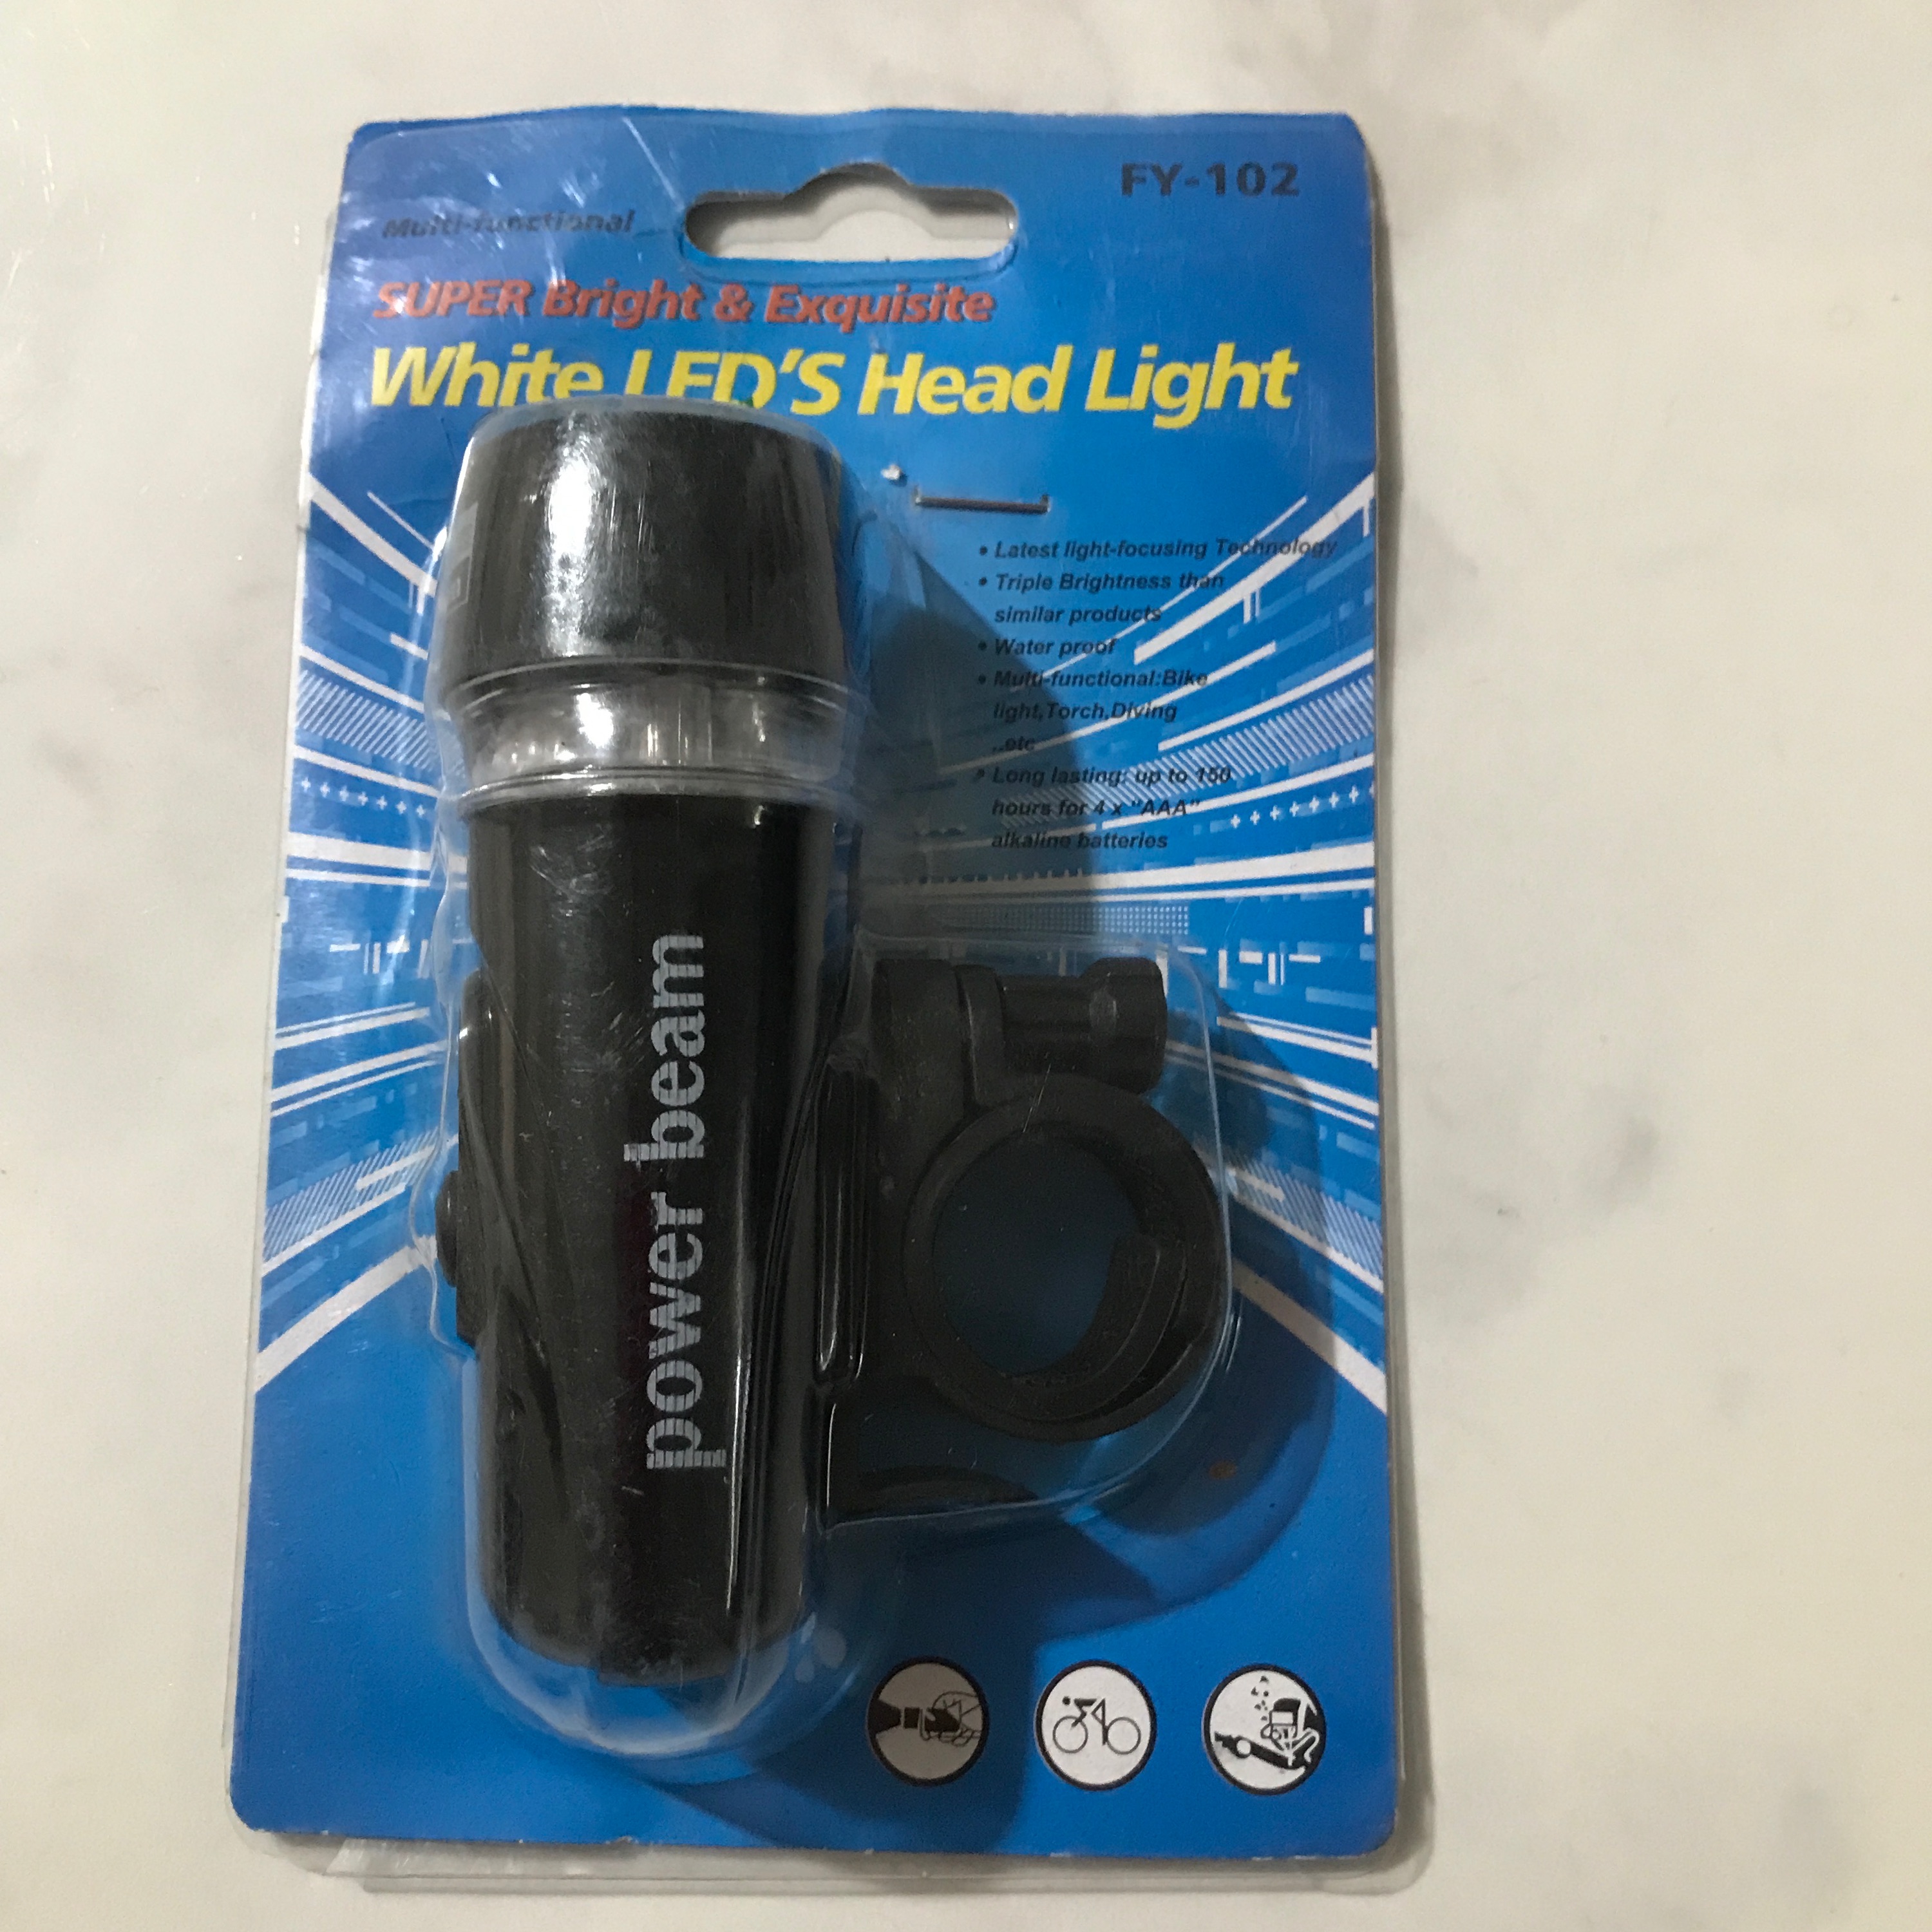 FY-102
Multi-functional
SUPER Bright & Exquisite
White LED'S Head Light
• Latest light-focusing Technology
• Triple Brightness than
similar products
• Water proof
• Multi-functional:Bike
light,Torch,Diving
..etc
• Long lasting: up to 150
hours for 4 x "AAA"
alkaline batteries
power beam